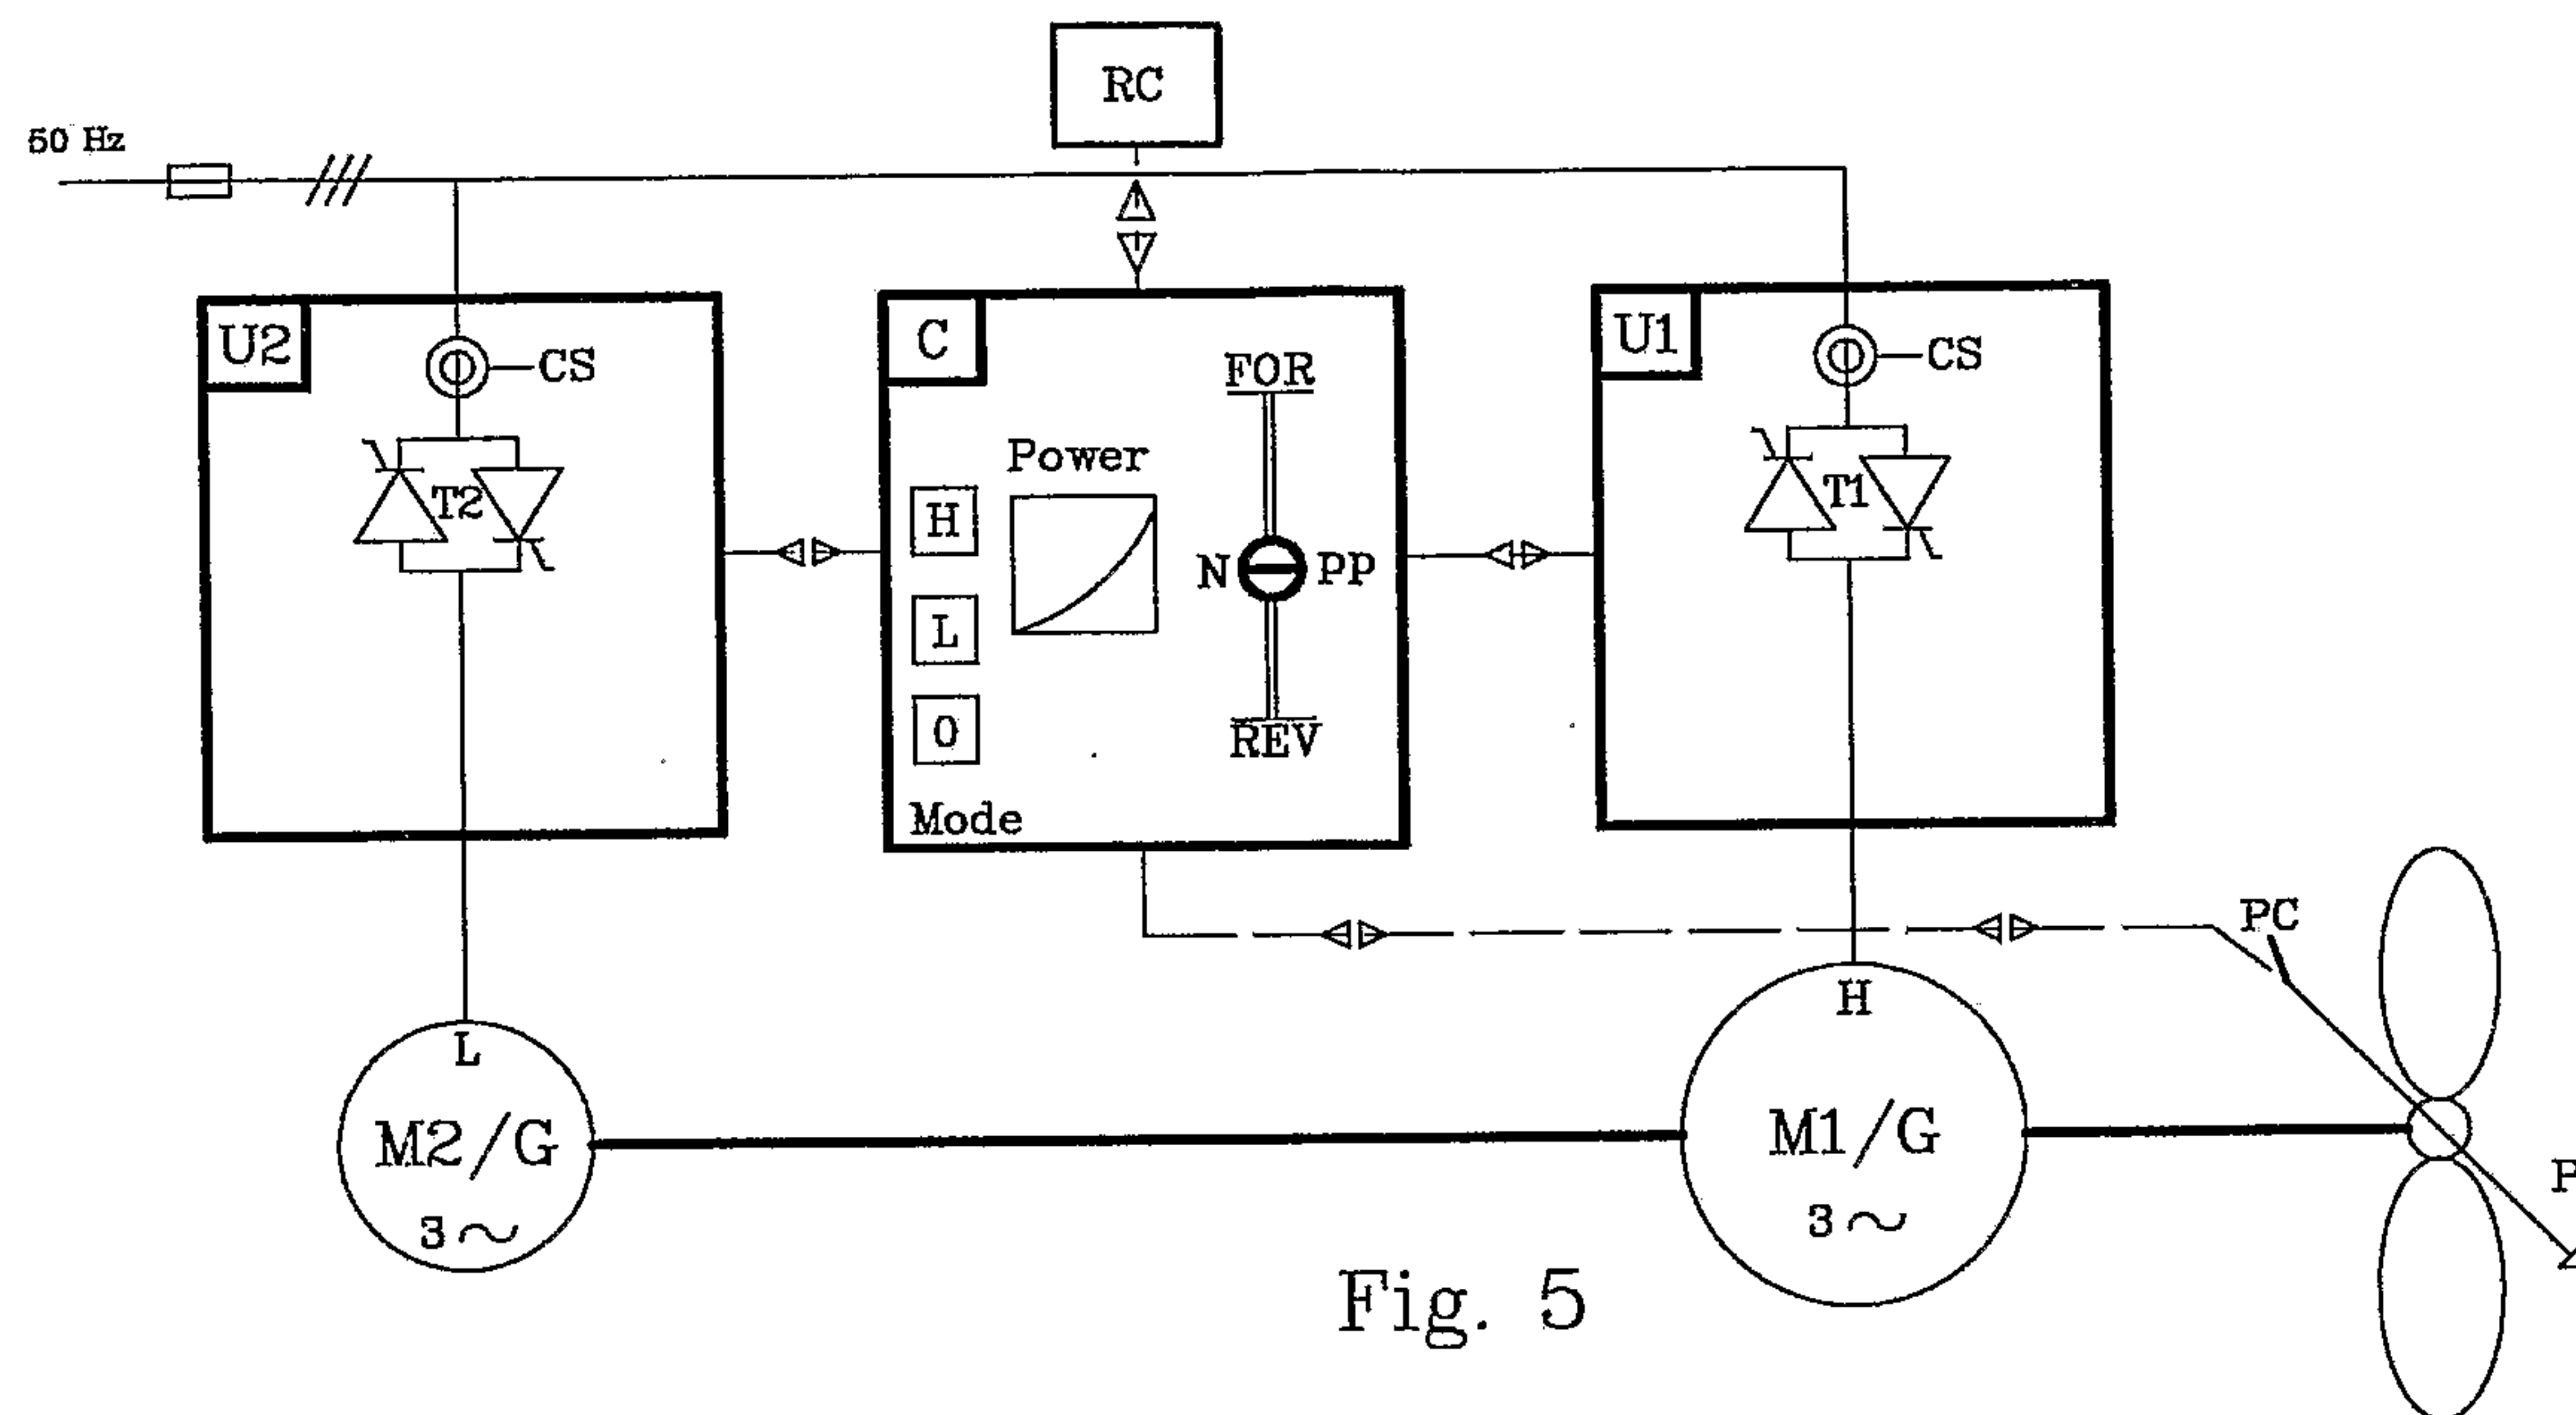 RC
50 Hz
U2
CS
T2
C
FOR
Power
H
L
0
N
PP
REV
Mode
U1
CS
T1
PC
H
L
M2/G
3~
M1/G
3~
P
Fig. 5